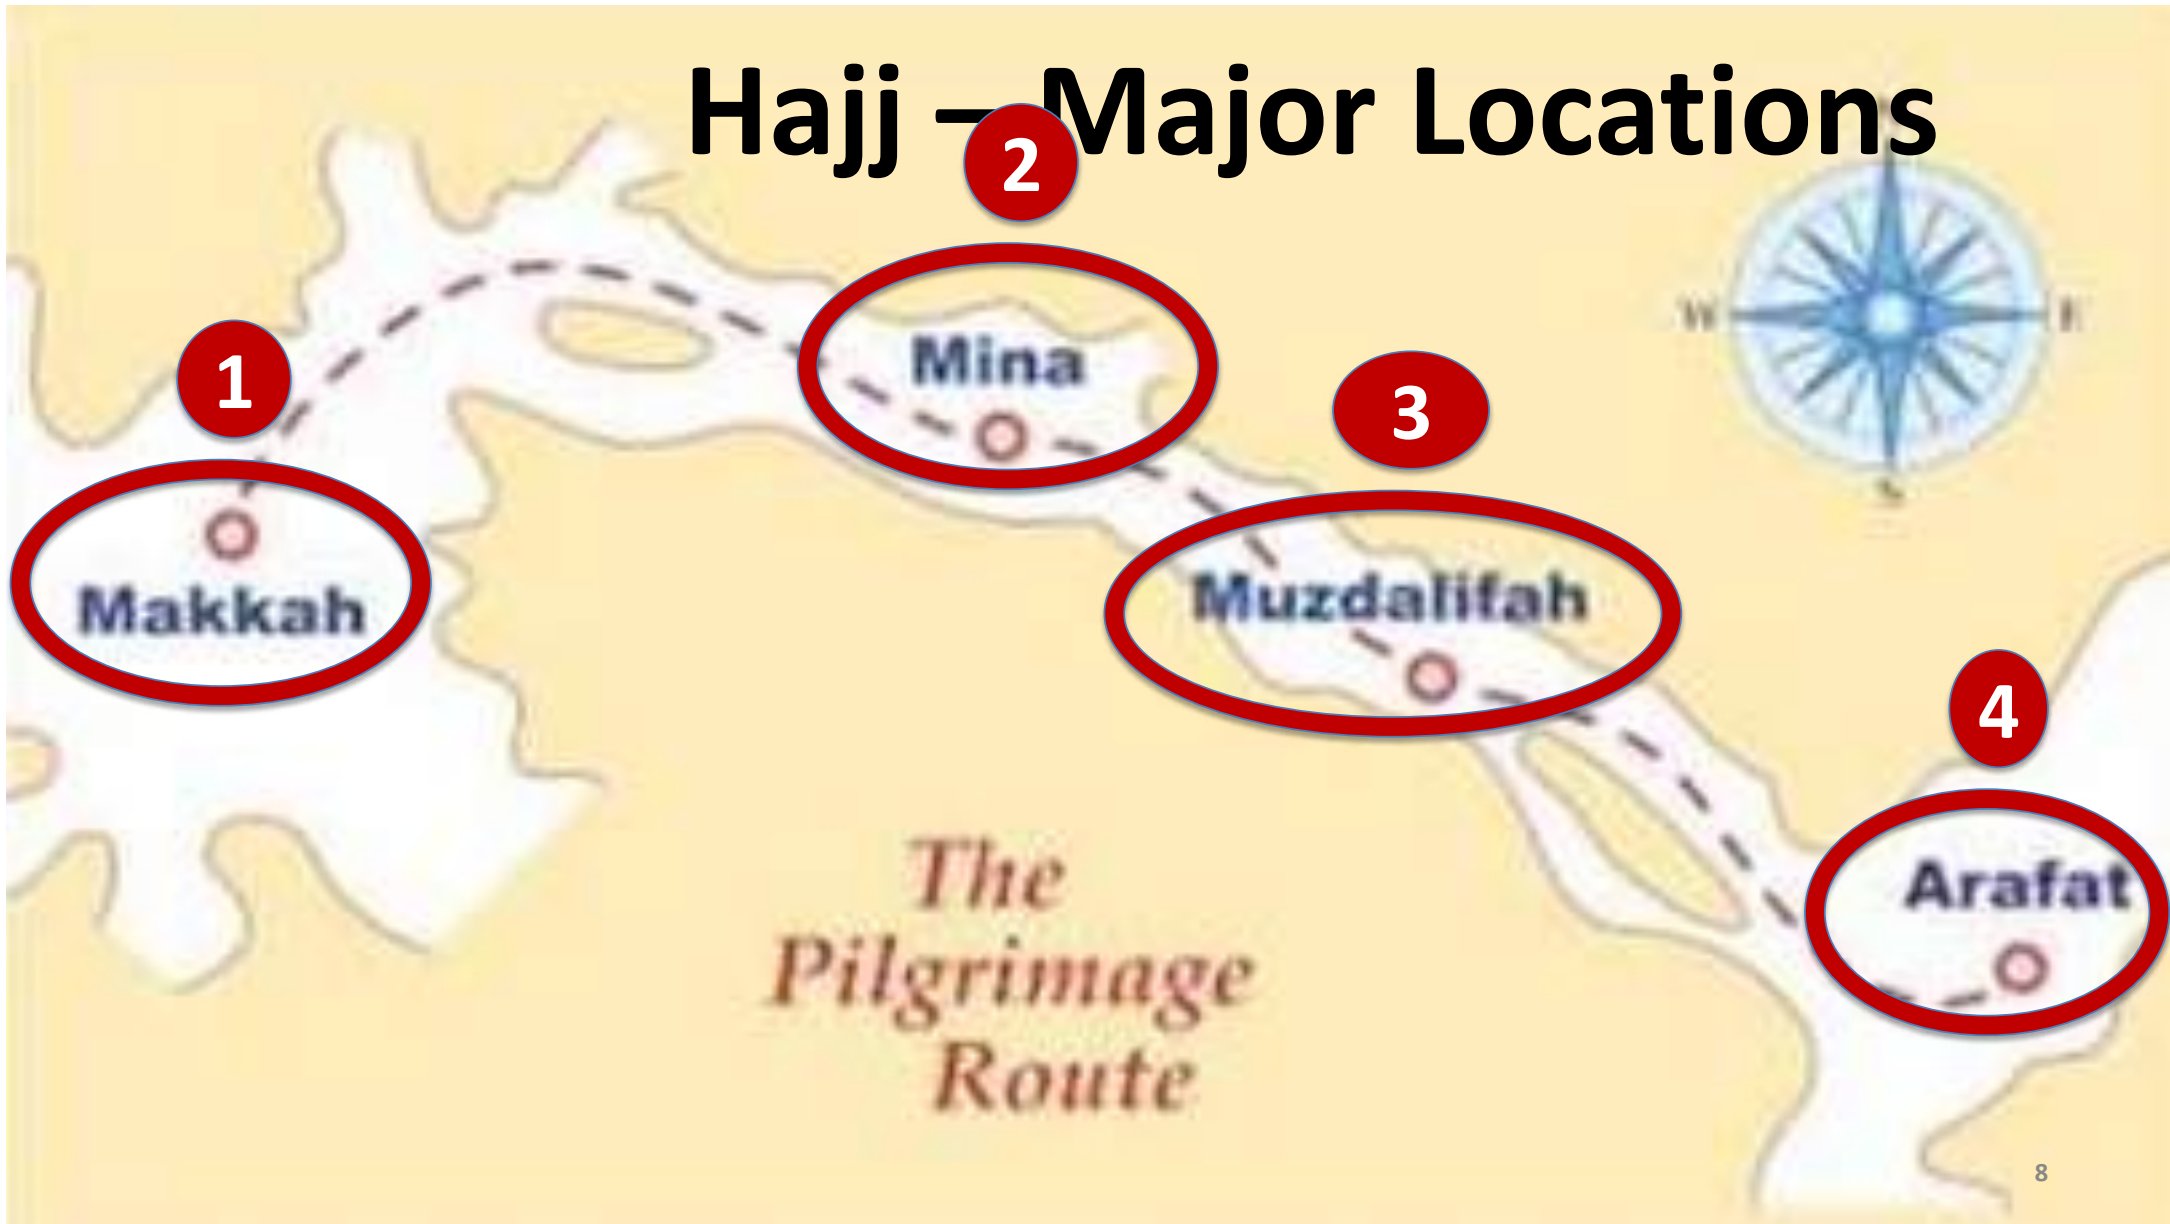 Hajj – Major Locations
2
1
Mina
3
W
E
S
Makkah
Muzdalifah
4
Arafat
The
Pilgrimage
Route
8